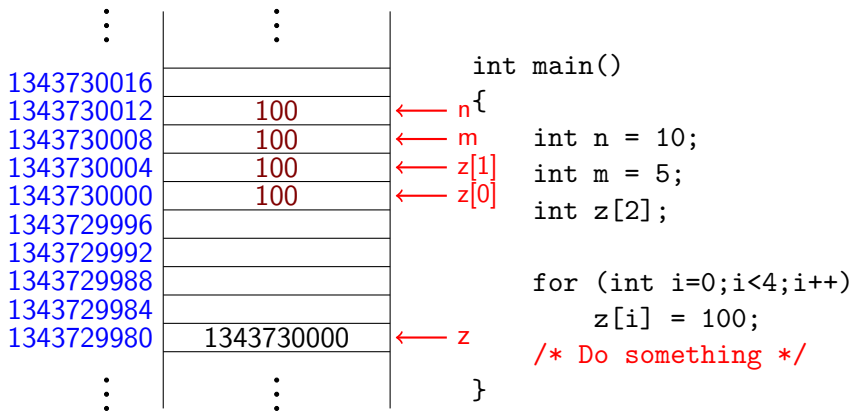 1343730016
1343730012 100 n
1343730008 100 m
1343730004 100 z[1]
1343730000 100 z[0]
1343729996
1343729992
1343729988
1343729984
1343729980 1343730000 z
int main()
{
int n = 10;
int m = 5;
int z[2];
for (int i=0;i<4;i++)
z[i] = 100;
/* Do something */
}